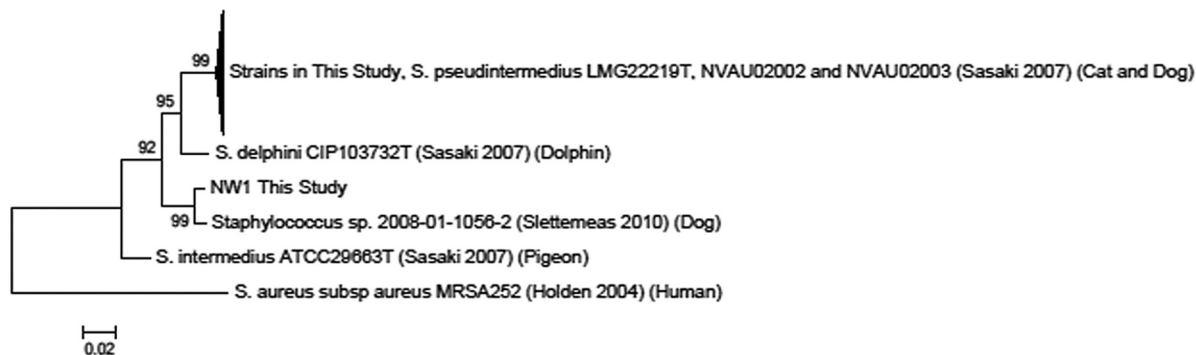 99
Strains in This Study, S. pseudintermedius LMG22219T, NVAU02002 and NVAU02003 (Sasaki 2007) (Cat and Dog)
95
92
S. delphini CIP103732T (Sasaki 2007) (Dolphin)
NW1 This Study
99
Staphylococcus sp. 2008-01-1056-2 (Slettemeas 2010) (Dog)
S. intermedius ATCC29663T (Sasaki 2007) (Pigeon)
S. aureus subsp aureus MRSA252 (Holden 2004) (Human)
0.02